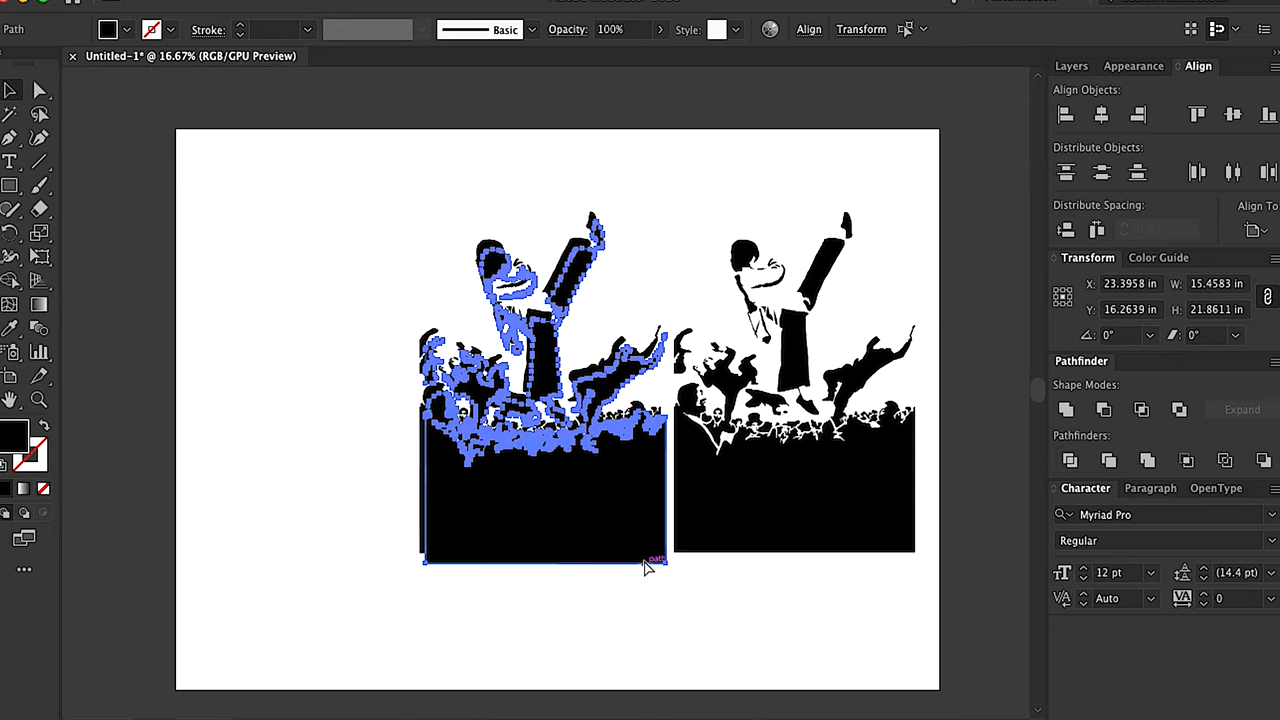 Path
Stroke:
Basic
Opacity: 100%
Style:
Align
Transform
× Untitled-1* @ 16.67% (RGB/GPU Preview)
Layers Appearance Align
Align Objects:
Distribute Objects:
Distribute Spacing: Align To:
0 in
Transform Color Guide
X: 23.3958 in W: 15.4583 in
Y: 16.2639 in H: 21.8611 in
0° 0°
Pathfinder
Shape Modes:
Expand
Pathfinders:
Character Paragraph OpenType
Myriad Pro
Regular
12 pt (14.4 pt)
Auto 0
path